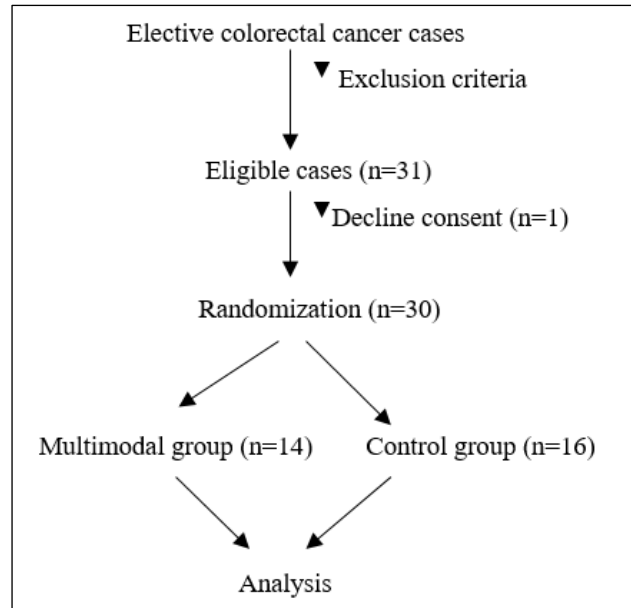 Elective colorectal cancer cases
Exclusion criteria
Eligible cases (n=31)
Decline consent (n=1)
Randomization (n=30)
Multimodal group (n=14)
Control group (n=16)
Analysis